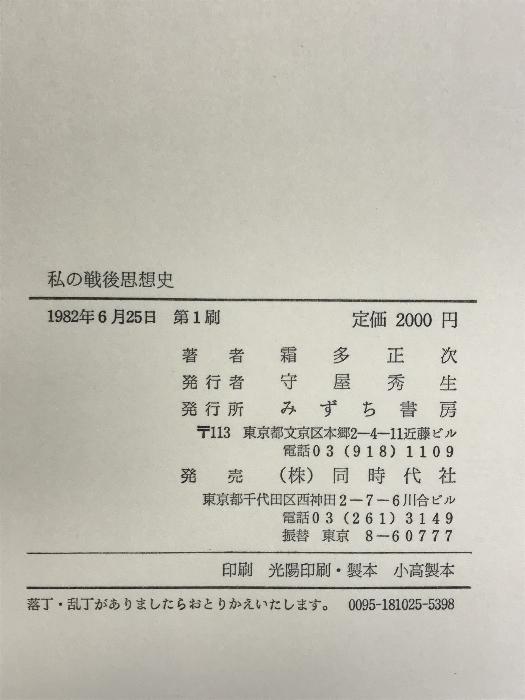 私の戦後思想史
1982年6月25日 第1刷 定価 2000 円
著者 霜多正次
発行者 守屋秀生
発行所 みずち書房
〒113 東京都文京区本郷2-4-11近藤ビル
電話03(918)1109
発売 (株)同時代社
東京都千代田区西神田2-7-6川合ビル
電話03(261)3149
振替 東京 8-60777
印刷 光陽印刷・製本 小高製本
落丁・乱丁がありましたらおとりかえいたします。 0095-181025-5398